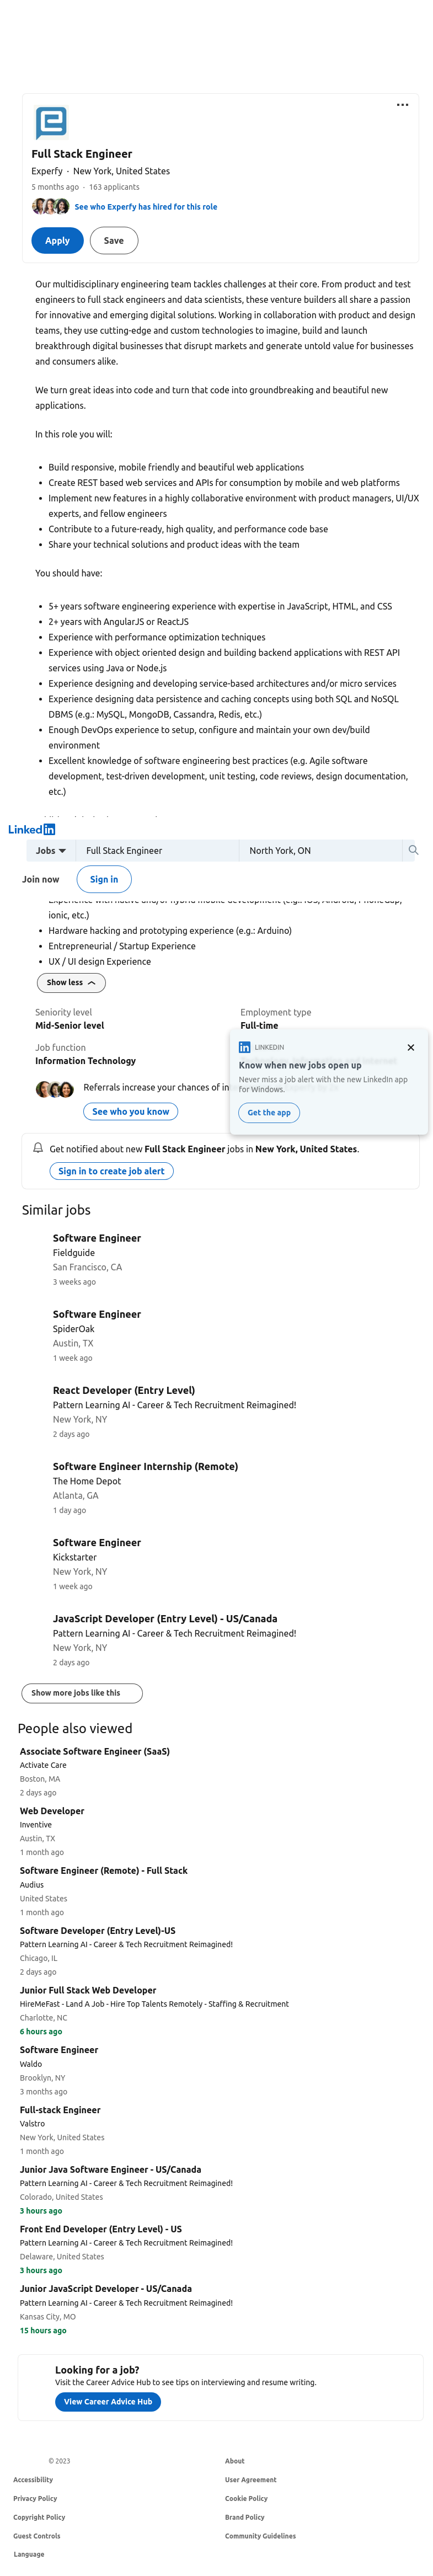 Full Stack Engineer
Experfy · New York, United States
5 months ago · 163 applicants
See who Experfy has hired for this role
Apply
Save
Our multidisciplinary engineering team tackles challenges at their core. From product and test
engineers to full stack engineers and data scientists, these venture builders all share a passion
for innovative and emerging digital solutions. Working in collaboration with product and design
teams, they use cutting-edge and custom technologies to imagine, build and launch
breakthrough digital businesses that disrupt markets and generate untold value for businesses
and consumers alike.
We turn great ideas into code and turn that code into groundbreaking and beautiful new
applications.
In this role you will:
• Build responsive, mobile friendly and beautiful web applications
• Create REST based web services and APIs for consumption by mobile and web platforms
• Implement new features in a highly collaborative environment with product managers, UI/UX
experts, and fellow engineers
• Contribute to a future-ready, high quality, and performance code base
• Share your technical solutions and product ideas with the team
You should have:
• 5+ years software engineering experience with expertise in JavaScript, HTML, and CSS
• 2+ years with AngularJS or ReactJS
• Experience with performance optimization techniques
• Experience with object oriented design and building backend applications with REST API
services using Java or Node.js
• Experience designing and developing service-based architectures and/or micro services
• Experience designing data persistence and caching concepts using both SQL and NoSQL
DBMS (e.g.: MySQL, MongoDB, Cassandra, Redis, etc.)
• Enough DevOps experience to setup, configure and maintain your own dev/build
environment
• Excellent knowledge of software engineering best practices (e.g. Agile software
development, test-driven development, unit testing, code reviews, design documentation,
etc.)
LinkedIn
Jobs
Full Stack Engineer
North York, ON
Join now
Sign in
Experience with native and/or hybrid mobile development (e.g.: iOS, Android, PhoneGap,
ionic, etc.)
• Hardware hacking and prototyping experience (e.g.: Arduino)
• Entrepreneurial / Startup Experience
• UX / UI design Experience
Show less
Seniority level
Mid-Senior level
Employment type
Full-time
Job function
Information Technology
LINKEDIN
Know when new jobs open up
Never miss a job alert with the new LinkedIn app
for Windows.
Get the app
Referrals increase your chances of
See who you know
Get notified about new Full Stack Engineer jobs in New York, United States.
Sign in to create job alert
Similar jobs
Software Engineer
Fieldguide
San Francisco, CA
3 weeks ago
Software Engineer
SpiderOak
Austin, TX
1 week ago
React Developer (Entry Level)
Pattern Learning AI - Career & Tech Recruitment Reimagined!
New York, NY
2 days ago
Software Engineer Internship (Remote)
The Home Depot
Atlanta, GA
1 day ago
Software Engineer
Kickstarter
New York, NY
1 week ago
JavaScript Developer (Entry Level) - US/Canada
Pattern Learning AI - Career & Tech Recruitment Reimagined!
New York, NY
2 days ago
Show more jobs like this
People also viewed
Associate Software Engineer (SaaS)
Activate Care
Boston, MA
2 days ago
Web Developer
Inventive
Austin, TX
1 month ago
Software Engineer (Remote) - Full Stack
Audius
United States
1 month ago
Software Developer (Entry Level)-US
Pattern Learning AI - Career & Tech Recruitment Reimagined!
Chicago, IL
2 days ago
Junior Full Stack Web Developer
HireMeFast - Land A Job - Hire Top Talents Remotely - Staffing & Recruitment
Charlotte, NC
6 hours ago
Software Engineer
Waldo
Brooklyn, NY
3 months ago
Full-stack Engineer
Valstro
New York, United States
1 month ago
Junior Java Software Engineer - US/Canada
Pattern Learning AI - Career & Tech Recruitment Reimagined!
Colorado, United States
3 hours ago
Front End Developer (Entry Level) - US
Pattern Learning AI - Career & Tech Recruitment Reimagined!
Delaware, United States
3 hours ago
Junior JavaScript Developer - US/Canada
Pattern Learning AI - Career & Tech Recruitment Reimagined!
Kansas City, MO
15 hours ago
Looking for a job?
Visit the Career Advice Hub to see tips on interviewing and resume writing.
View Career Advice Hub
© 2023
About
Accessibility
User Agreement
Privacy Policy
Cookie Policy
Copyright Policy
Brand Policy
Guest Controls
Community Guidelines
Language